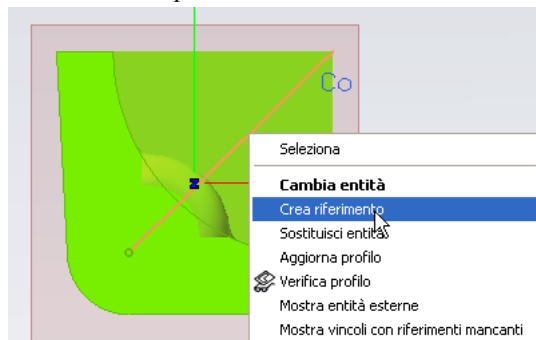 Co
z
Seleziona
Cambia entità
Crea riferimento
Sostituisci entità
Aggiorna profilo
Verifica profilo
Mostra entità esterne
Mostra vincoli con riferimenti mancanti